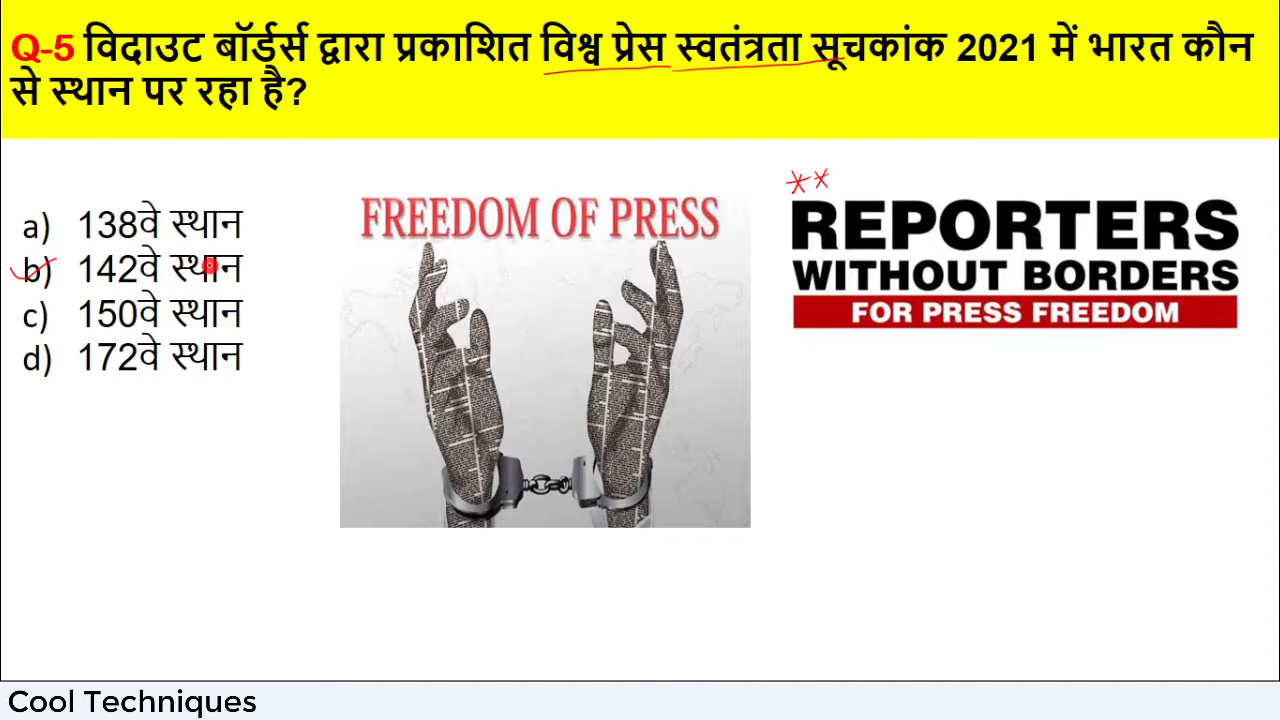 Q-5 विदाउट बॉर्डर्स द्वारा प्रकाशित विश्व प्रेस स्वतंत्रता सूचकांक 2021 में भारत कौन
से स्थान पर रहा है?
a) 138वे स्थान
b) 142वे स्थान
c) 150वे स्थान
d) 172वे स्थान
FREEDOM OF PRESS
**
REPORTERS
WITHOUT BORDERS
FOR PRESS FREEDOM
Cool Techniques